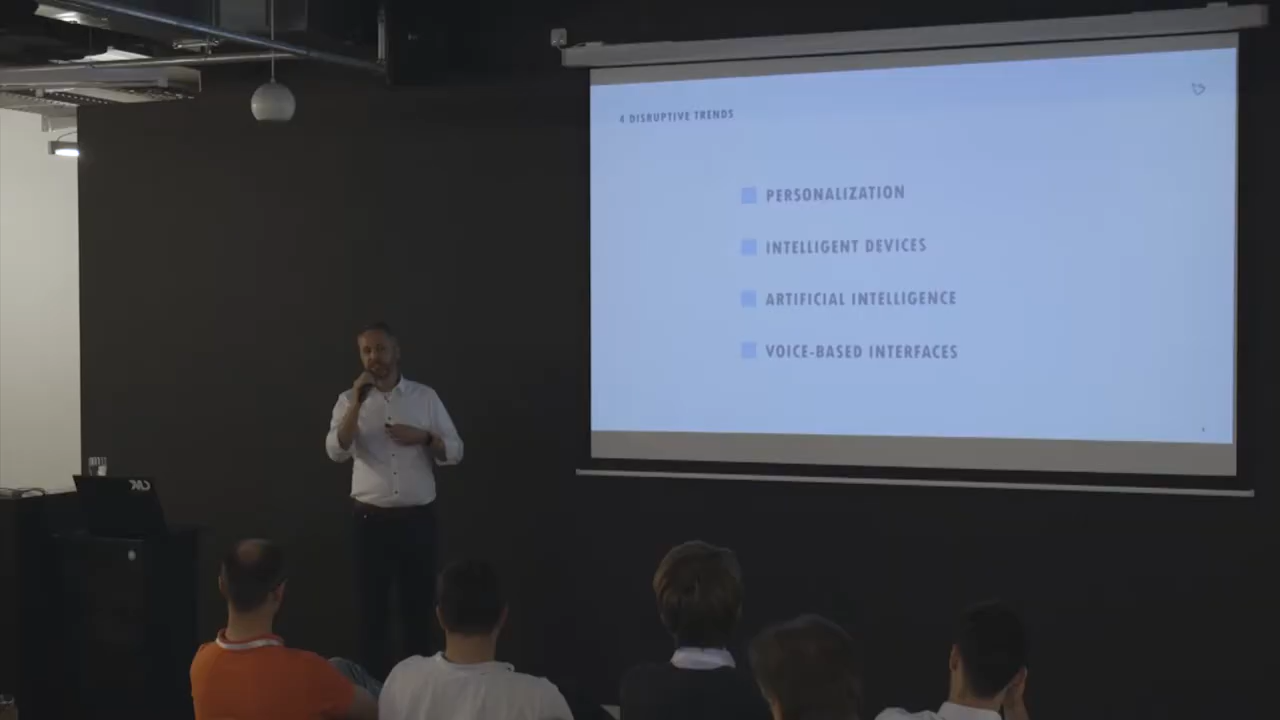 4 DISRUPTIVE TRENDS
PERSONALIZATION
INTELLIGENT DEVICES
ARTIFICIAL INTELLIGENCE
VOICE-BASED INTERFACES